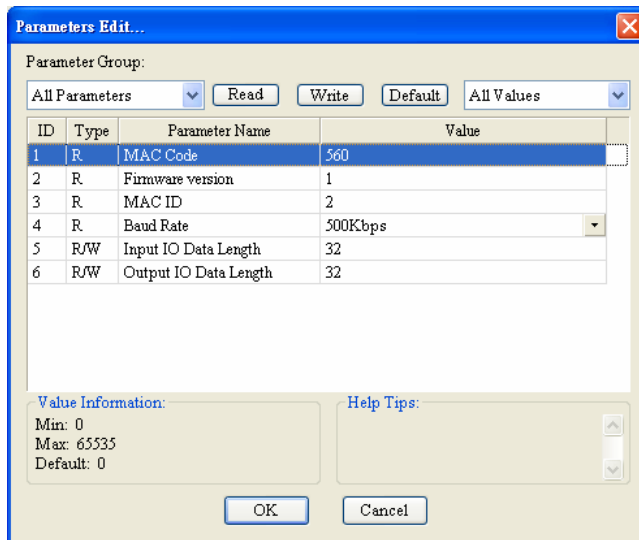 Parameters Edit...
Parameter Group:
All Parameters Read Write Default All Values
ID Type Parameter Name Value
1 R MAC Code 560
2 R Firmware version 1
3 R MAC ID 2
4 R Baud Rate 500Kbps
5 R/W Input IO Data Length 32
6 R/W Output IO Data Length 32
Value Information: Help Tips:
Min: 0
Max: 65535
Default: 0
OK Cancel